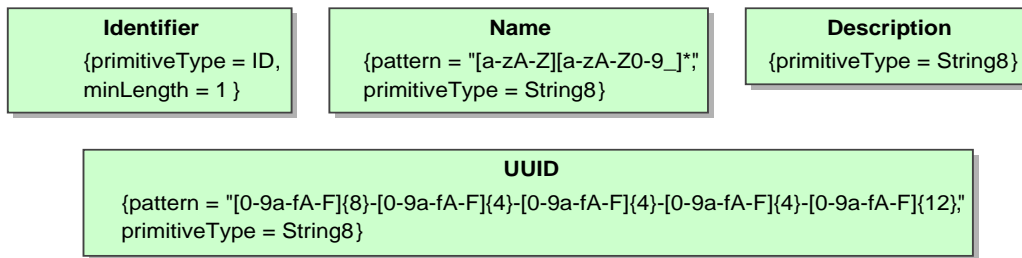 Identifier
{primitiveType = ID,
minLength = 1 }
Name
{pattern = "[a-zA-Z][a-zA-Z0-9_]*",
primitiveType = String8}
Description
{primitiveType = String8}
UUID
{pattern = "[0-9a-fA-F]{8}-[0-9a-fA-F]{4}-[0-9a-fA-F]{4}-[0-9a-fA-F]{4}-[0-9a-fA-F]{12}",
primitiveType = String8}